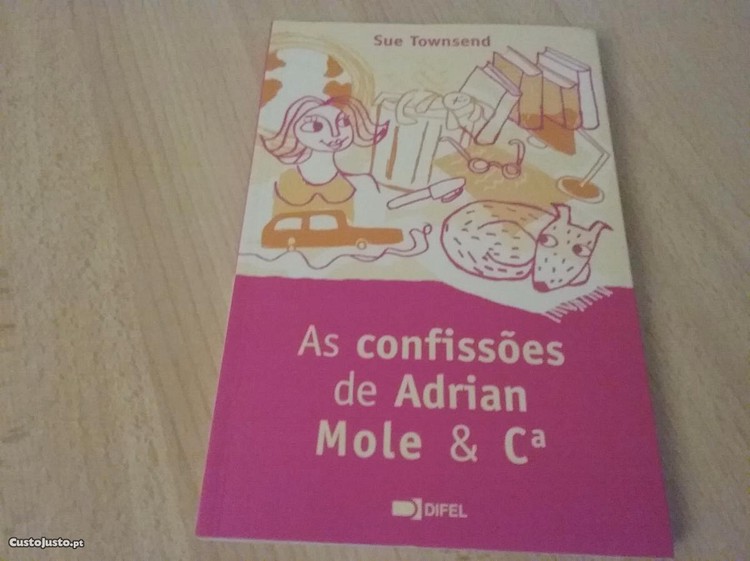 Sue Townsend
As confissões
de Adrian
Mole & Cª
DIFEL
CustoJusto.pt